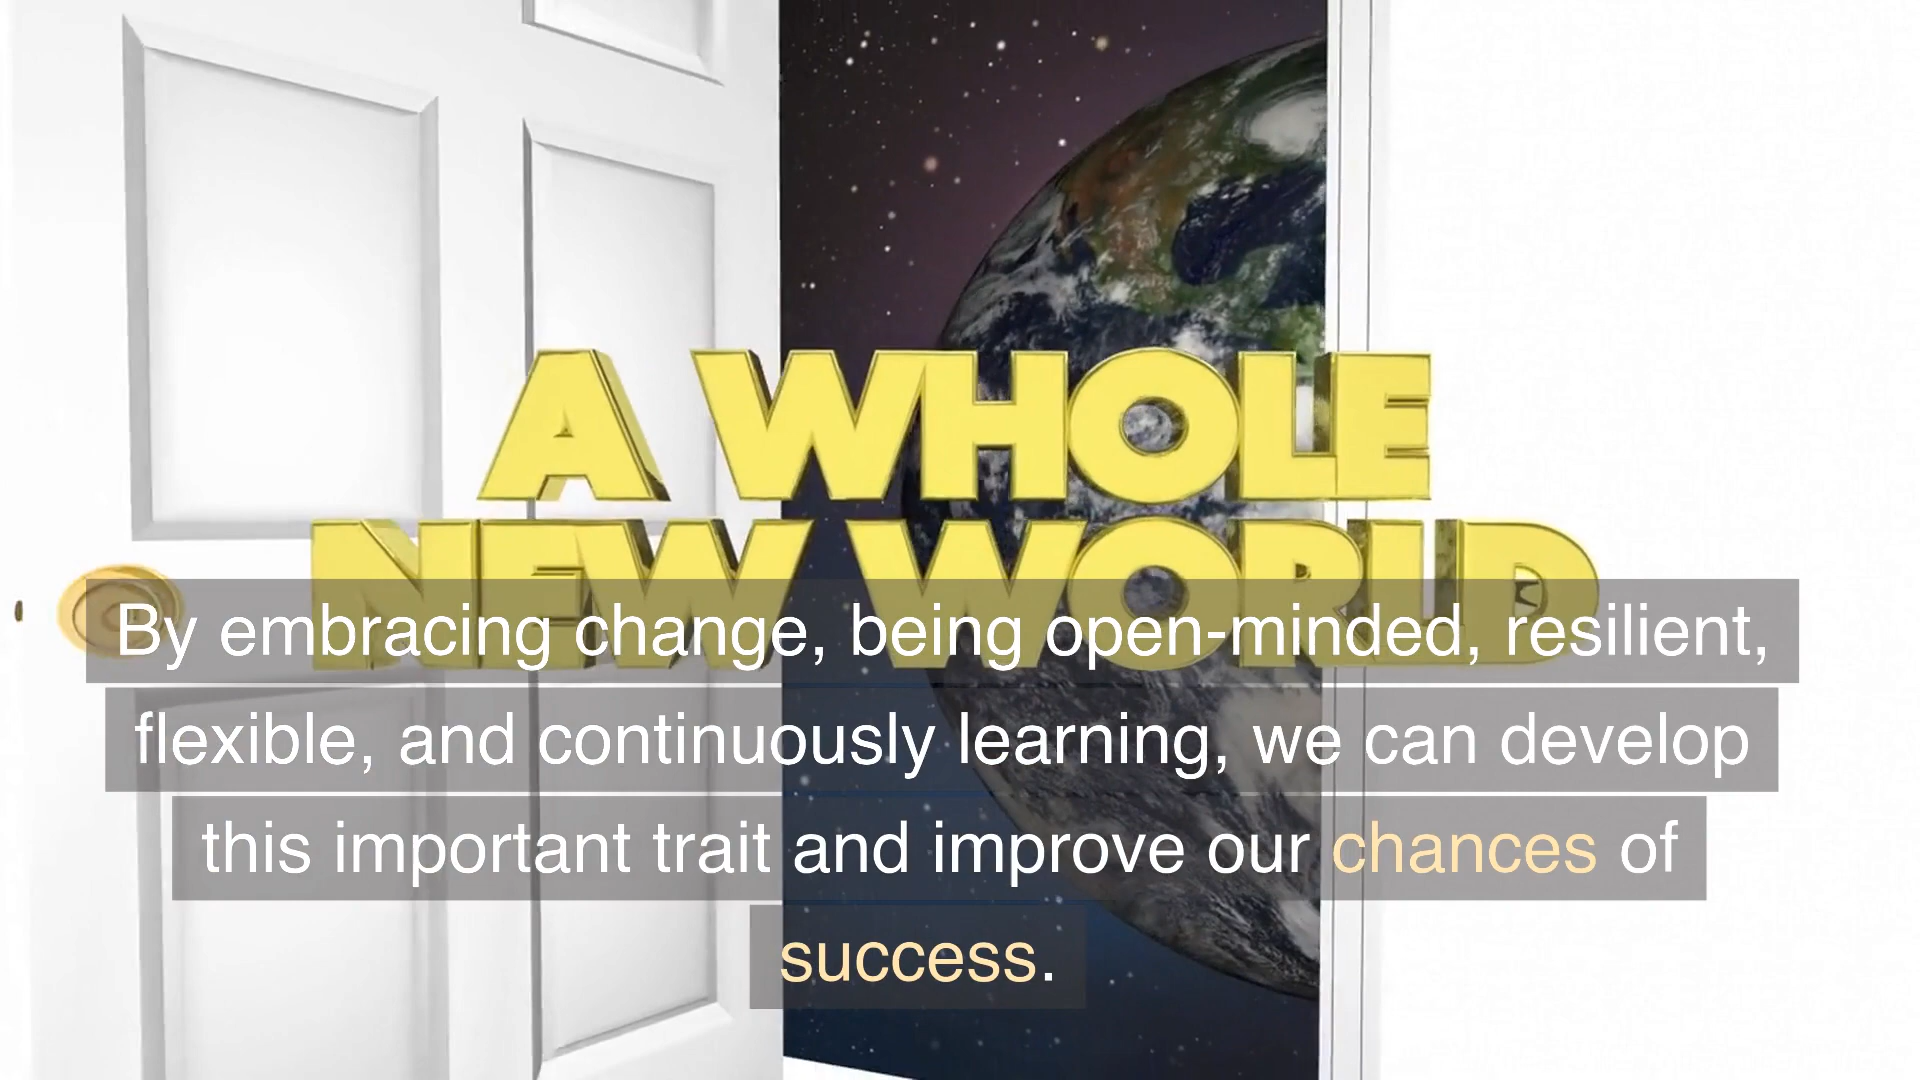 A WHOLE
NEW WORLD
By embracing change, being open-minded, resilient,
flexible, and continuously learning, we can develop
this important trait and improve our chances of
success.